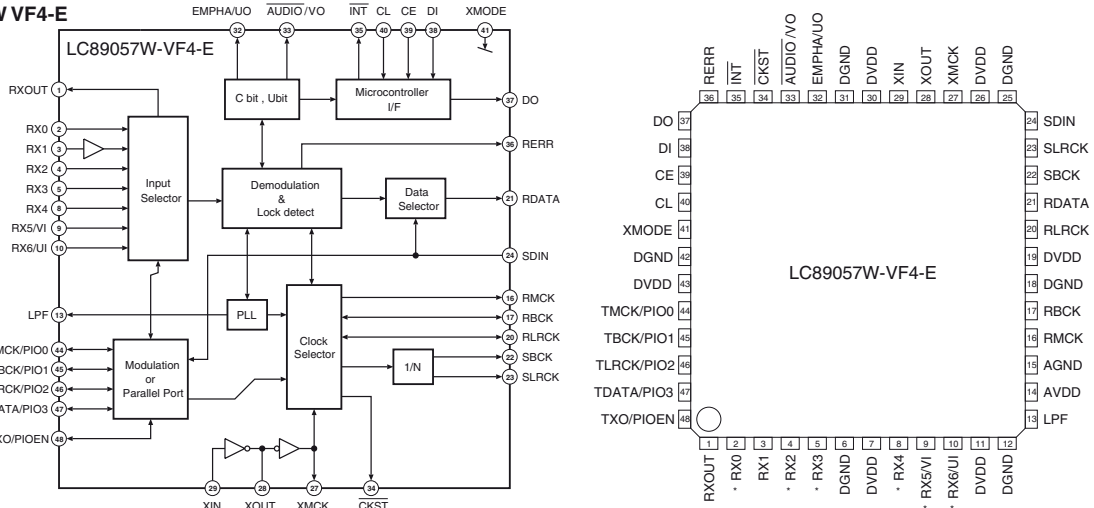 W VF4-E
EMPHA/UO AUDIO/VO INT CL CE DI XMODE
32 33 35 40 39 38 41
LC89057W-VF4-E
RXOUT 1
C bit , Ubit
Microcontroller
I/F
37 DO
RX0 2
RX1 3
RX2 4
RX3 5
RX4 8
RX5/VI 9
RX6/UI 10
Input
Selector
36 RERR
Demodulation
&
Lock detect
Data
Selector
21 RDATA
24 SDIN
LPF 13
PLL
Clock
Selector
16 RMCK
17 RBCK
20 RLRCK
1/N
22 SBCK
23 SLRCK
MCK/PIO0 44
BCK/PIO1 45
RCK/PIO2 46
ATA/PIO3 47
XO/PIOEN 48
Modulation
or
Parallel Port
29 28 27 34
XIN XOUT XMCK CKST
RERR INT CKST AUDIO/VO EMPHA/UO DGND DVDD XIN XOUT XMCK DVDD DGND
36 35 34 33 32 31 30 29 28 27 26 25
DO 37
DI 38
CE 39
CL 40
XMODE 41
DGND 42
DVDD 43
TMCK/PIO0 44
TBCK/PIO1 45
TLRCK/PIO2 46
TDATA/PIO3 47
TXO/PIOEN 48
LC89057W-VF4-E
24 SDIN
23 SLRCK
22 SBCK
21 RDATA
20 RLRCK
19 DVDD
18 DGND
17 RBCK
16 RMCK
15 AGND
14 AVDD
13 LPF
1 2 3 4 5 6 7 8 9 10 11 12
RXOUT * RX0 RX1 * RX2 * RX3 DGND DVDD * RX4 * RX5/VI * RX6/UI DVDD DGND